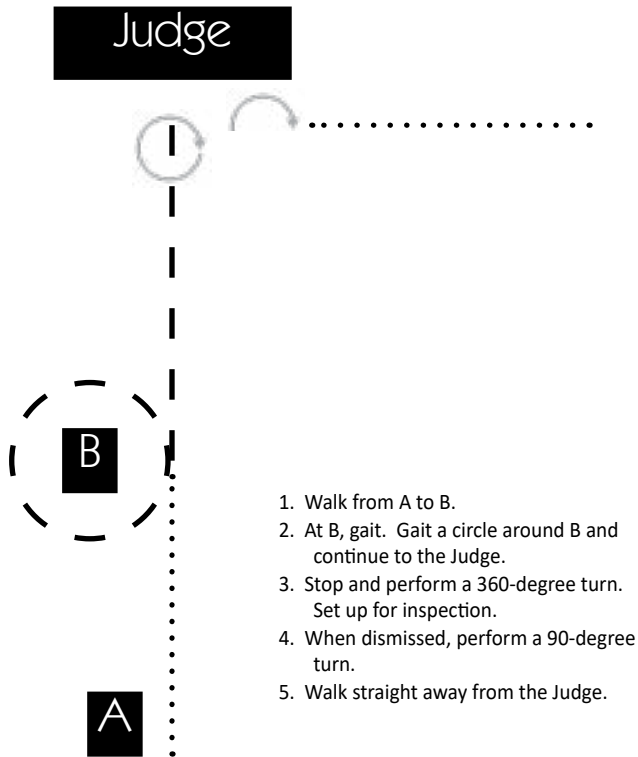 Judge
B
1. Walk from A to B.
2. At B, gait.  Gait a circle around B and
continue to the Judge.
3. Stop and perform a 360-degree turn.
Set up for inspection.
4. When dismissed, perform a 90-degree
turn.
5. Walk straight away from the Judge.
A